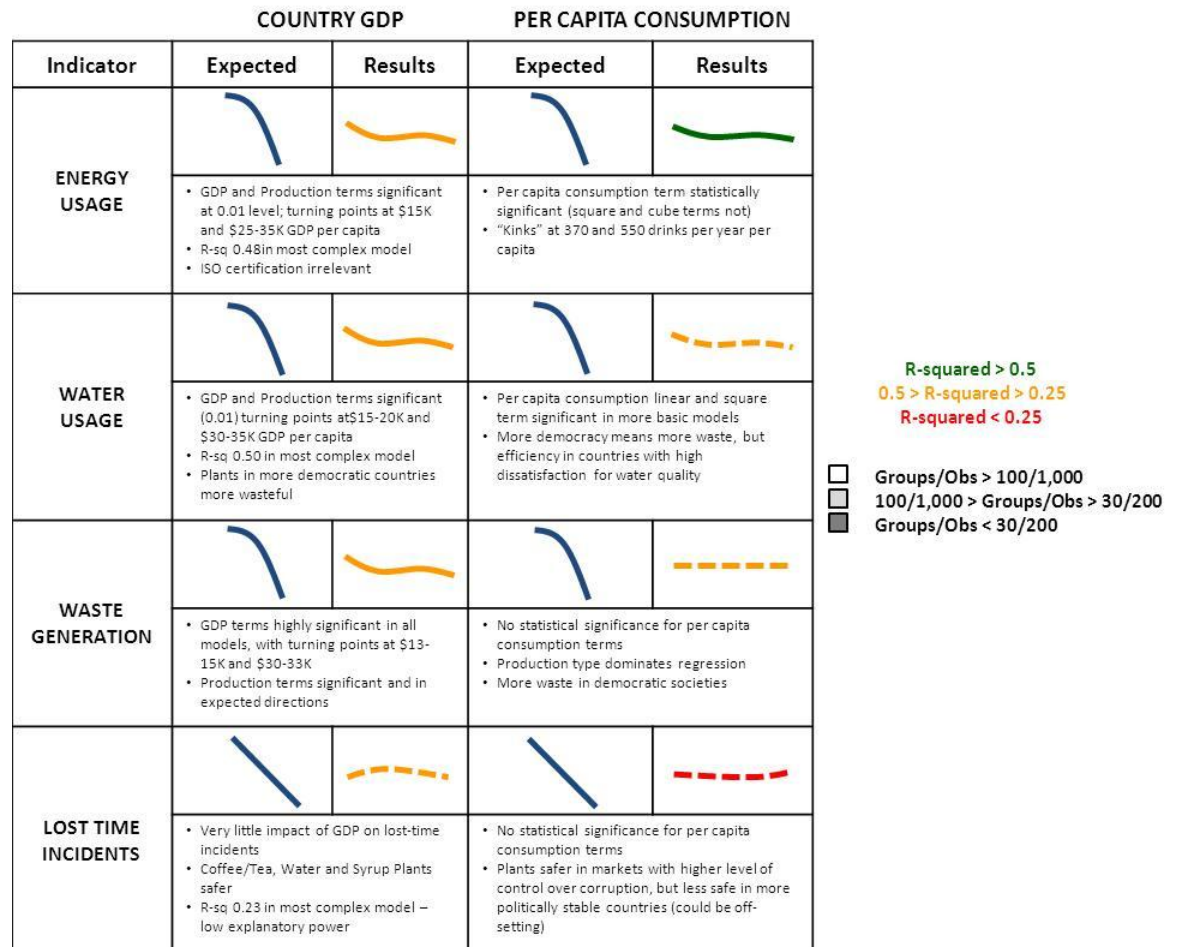 COUNTRY GDP PER CAPITA CONSUMPTION
Indicator Expected Results Expected Results
ENERGY
USAGE
• GDP and Production terms significant
at 0.01 level; turning points at $15K
and $25-35K GDP per capita
• R-sq 0.48in most complex model
• ISO certification irrelevant
• Per capita consumption term statistically
significant (square and cube terms not)
• “Kinks” at 370 and 550 drinks per year per
capita
WATER
USAGE
• GDP and Production terms significant
(0.01) turning points at$15-20K and
$30-35K GDP per capita
• R-sq 0.50 in most complex model
• Plants in more democratic countries
more wasteful
• Per capita consumption linear and square
term significant in more basic models
• More democracy means more waste, but
efficiency in countries with high
dissatisfaction for water quality
WASTE
GENERATION
• GDP terms highly significant in all
models, with turning points at $13-
15K and $30-33K
• Production terms significant and in
expected directions
• No statistical significance for per capita
consumption terms
• Production type dominates regression
• More waste in democratic societies
LOST TIME
INCIDENTS
• Very little impact of GDP on lost-time
incidents
• Coffee/Tea, Water and Syrup Plants
safer
• R-sq 0.23 in most complex model –
low explanatory power
• No statistical significance for per capita
consumption terms
• Plants safer in markets with higher level of
control over corruption, but less safe in more
politically stable countries (could be off-
setting)
R-squared > 0.5
0.5 > R-squared > 0.25
R-squared < 0.25
Groups/Obs > 100/1,000
100/1,000 > Groups/Obs > 30/200
Groups/Obs < 30/200